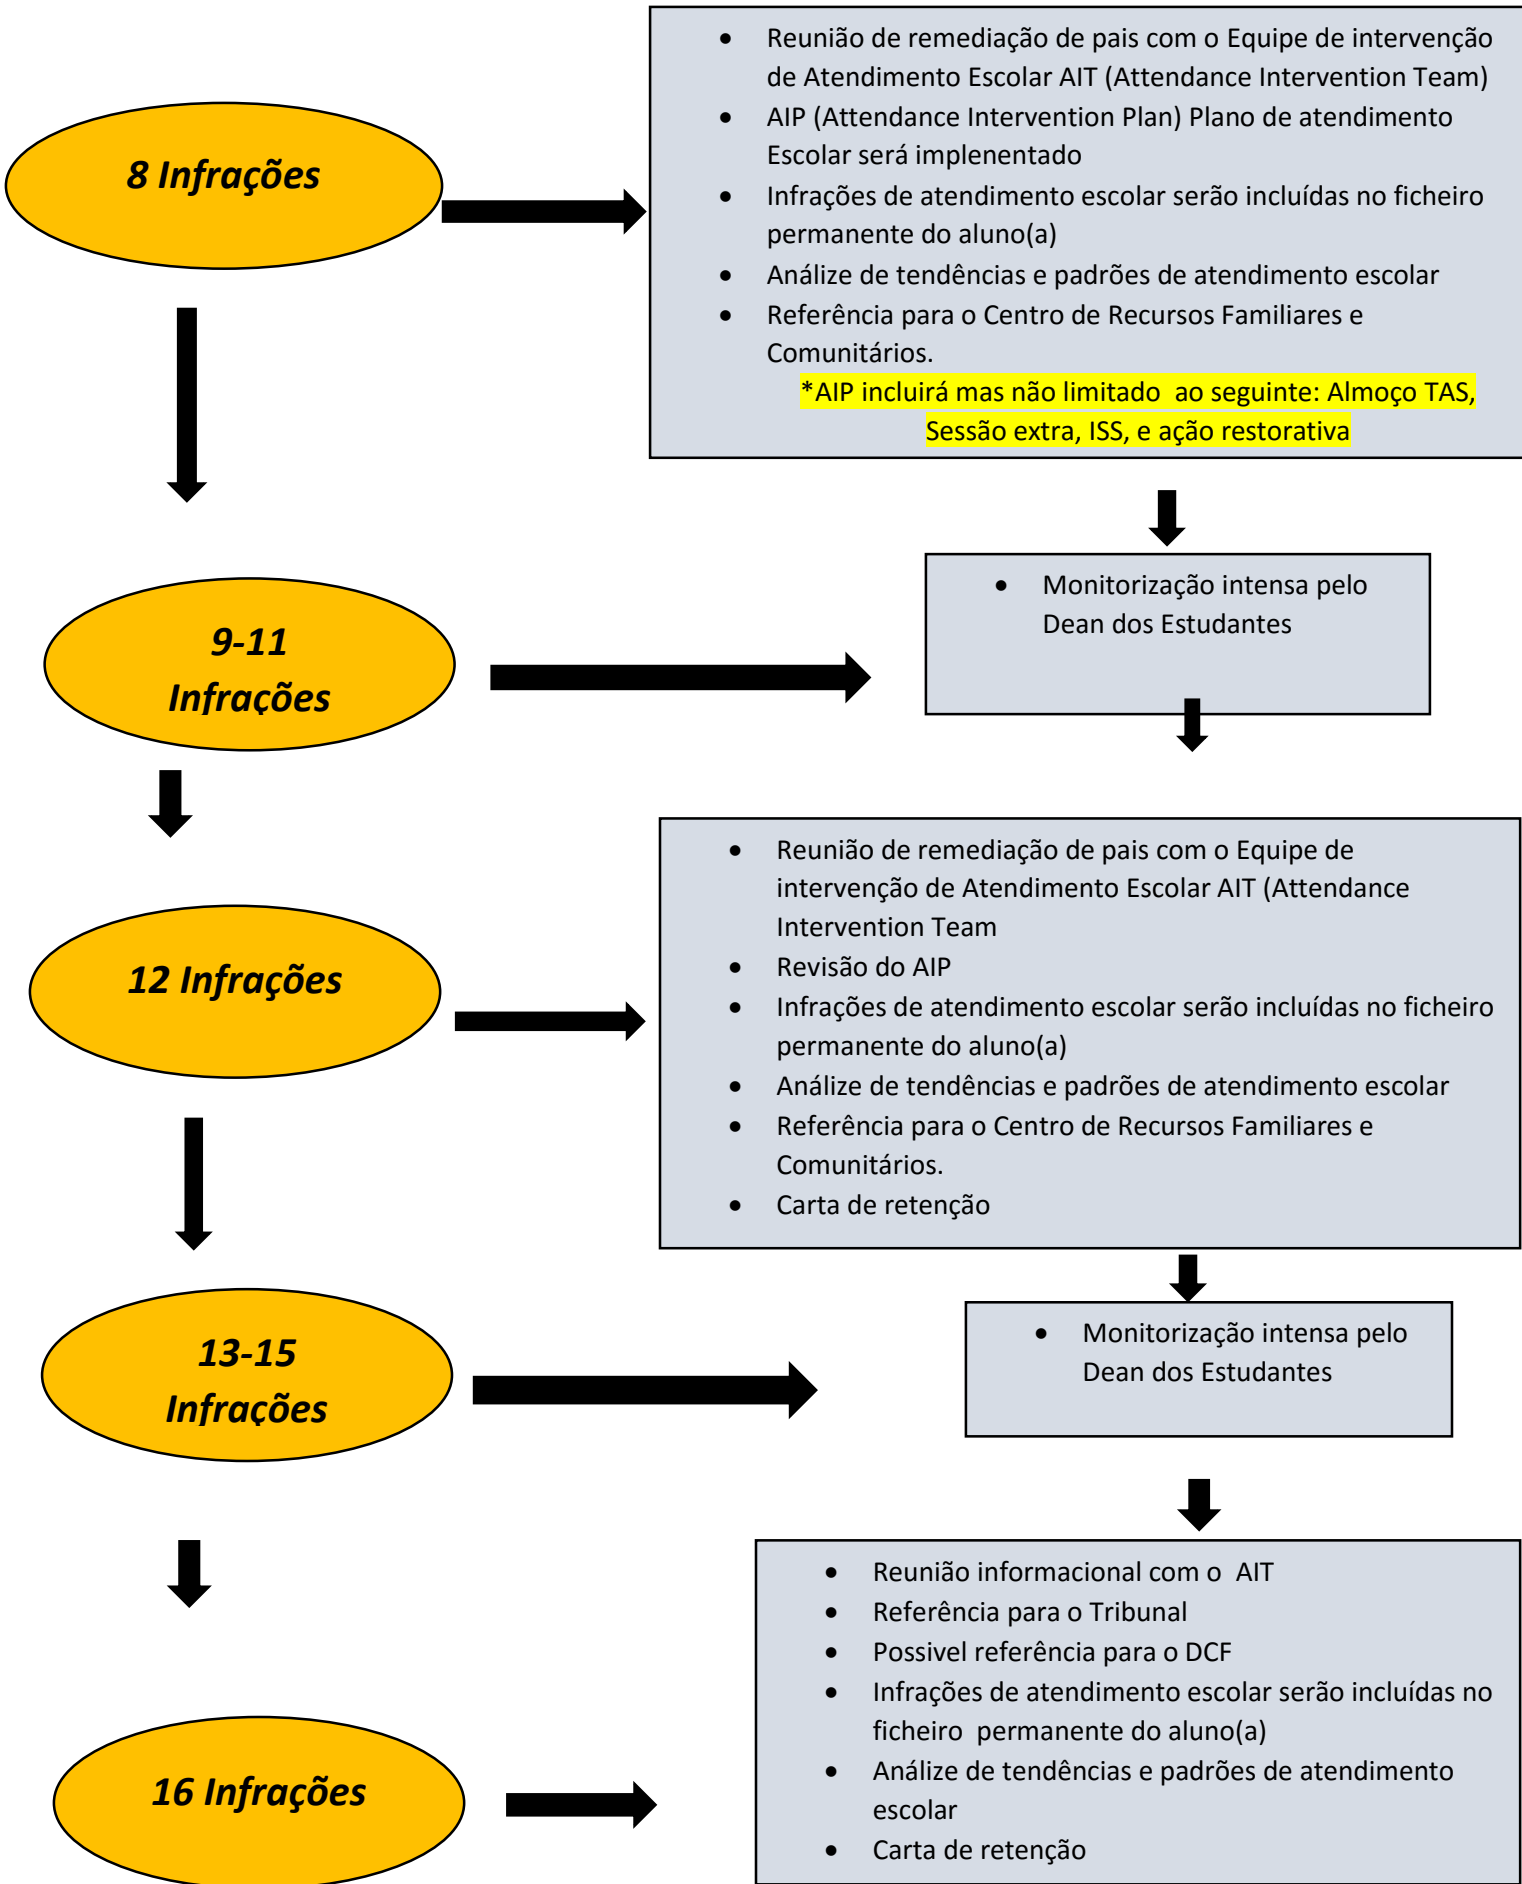 8 Infrações
• Reunião de remediação de pais com o Equipe de intervenção
de Atendimento Escolar AIT (Attendance Intervention Team)
• AIP (Attendance Intervention Plan) Plano de atendimento
Escolar será implenentado
• Infrações de atendimento escolar serão incluídas no ficheiro
permanente do aluno(a)
• Análize de tendências e padrões de atendimento escolar
• Referência para o Centro de Recursos Familiares e
Comunitários.
*AIP incluirá mas não limitado ao seguinte: Almoço TAS,
Sessão extra, ISS, e ação restorativa
9-11
Infrações
• Monitorização intensa pelo
Dean dos Estudantes
12 Infrações
• Reunião de remediação de pais com o Equipe de
intervenção de Atendimento Escolar AIT (Attendance
Intervention Team
• Revisão do AIP
• Infrações de atendimento escolar serão incluídas no ficheiro
permanente do aluno(a)
• Análize de tendências e padrões de atendimento escolar
• Referência para o Centro de Recursos Familiares e
Comunitários.
• Carta de retenção
13-15
Infrações
• Monitorização intensa pelo
Dean dos Estudantes
16 Infrações
• Reunião informacional com o AIT
• Referência para o Tribunal
• Possivel referência para o DCF
• Infrações de atendimento escolar serão incluídas no
ficheiro permanente do aluno(a)
• Análize de tendências e padrões de atendimento
escolar
• Carta de retenção